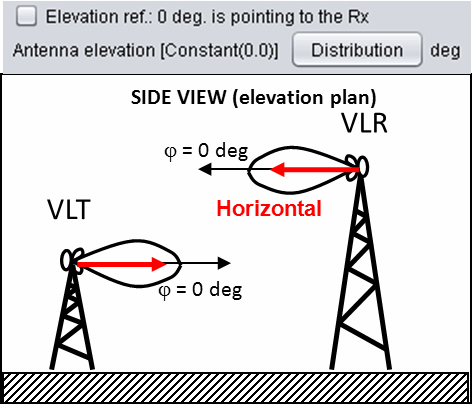 Elevation ref.: 0 deg. is pointing to the Rx
Antenna elevation [Constant(0.0)] Distribution deg
SIDE VIEW (elevation plan)
VLR
φ = 0 deg
Horizontal
VLT
φ = 0 deg